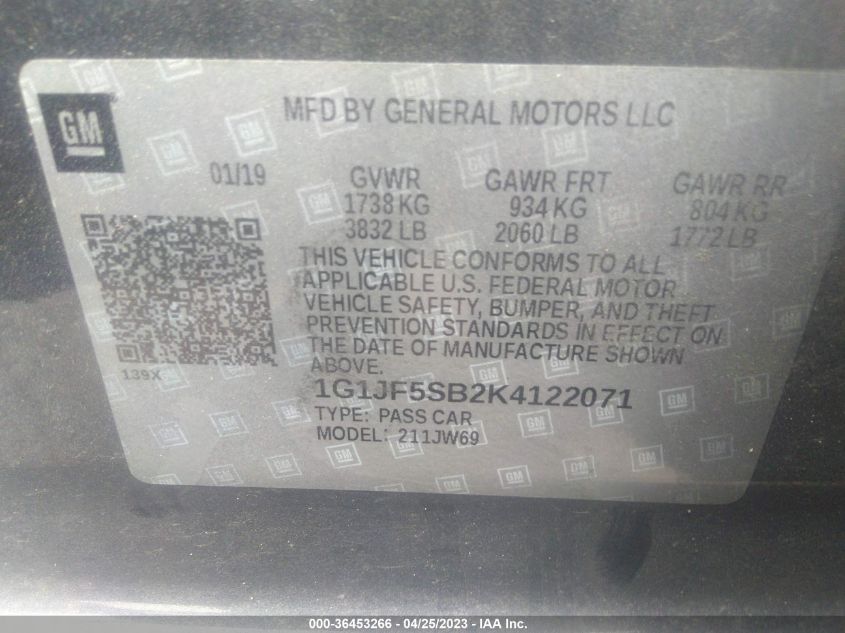 GM
MFD BY GENERAL MOTORS LLC
01/19 GVWR GAWR FRT GAWR RR
1738 KG 934 KG 804 KG
3832 LB 2060 LB 1772 LB
THIS VEHICLE CONFORMS TO ALL
APPLICABLE U.S. FEDERAL MOTOR
VEHICLE SAFETY, BUMPER, AND THEFT
PREVENTION STANDARDS IN EFFECT ON
THE DATE OF MANUFACTURE SHOWN
ABOVE.
139X
1G1JF5SB2K4122071
TYPE: PASS CAR
MODEL: 211JW69
000-36453266 - 04/25/2023 - IAA Inc.